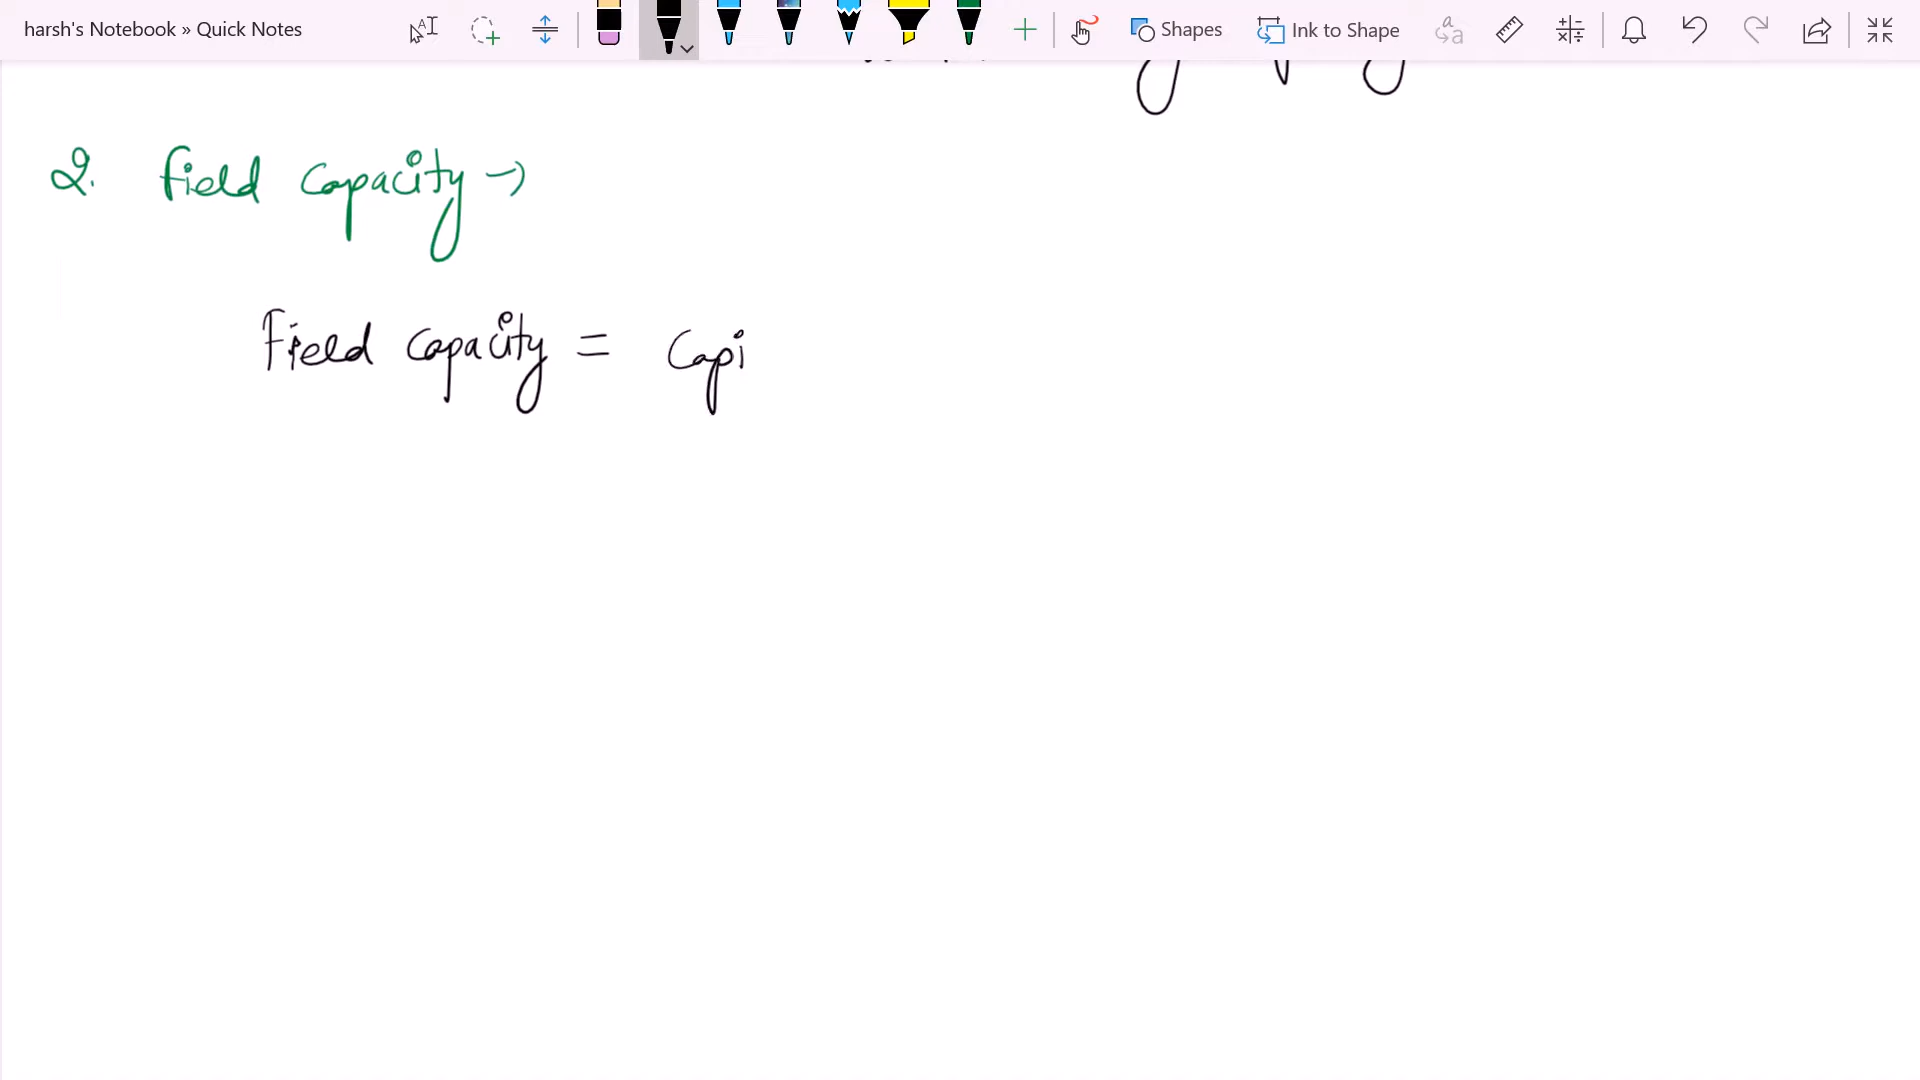 harsh's Notebook » Quick Notes Shapes Ink to Shape
2. Field Capacity →
Field Capacity = Capi